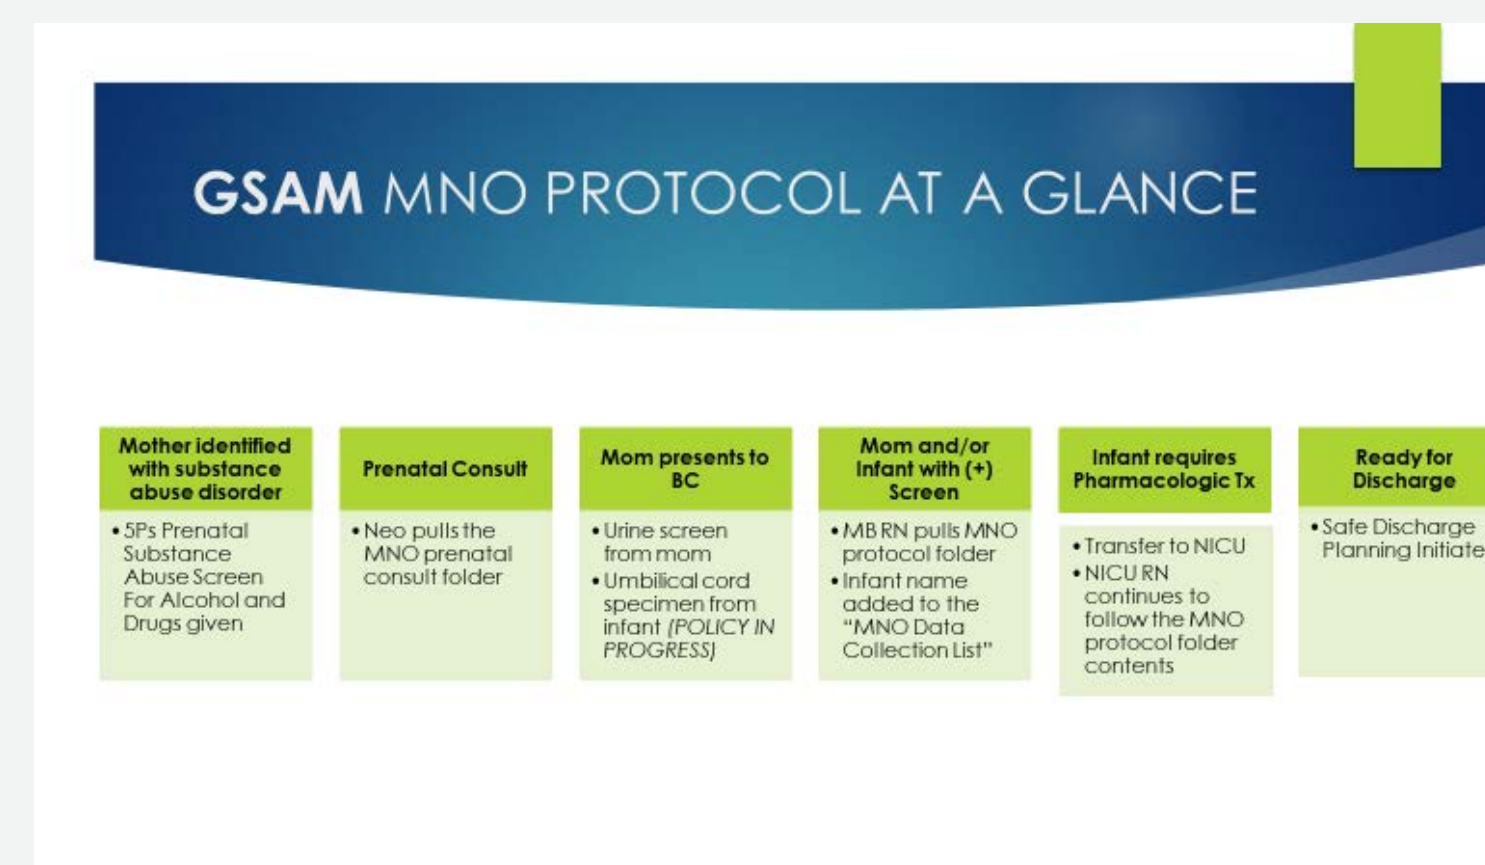 GSAM MNO PROTOCOL AT A GLANCE
Mother identified
with substance
abuse disorder
• 5Ps Prenatal
Substance
Abuse Screen
For Alcohol and
Drugs given
Prenatal Consult
• Neo pulls the
MNO prenatal
consult folder
Mom presents to
BC
• Urine screen
from mom
• Umbilical cord
specimen from
infant (POLICY IN
PROGRESS)
Mom and/or
Infant with (+)
Screen
• MB RN pulls MNO
protocol folder
• Infant name
added to the
“MNO Data
Collection List”
Infant requires
Pharmacologic Tx
• Transfer to NICU
• NICU RN
continues to
follow the MNO
protocol folder
contents
Ready for
Discharge
• Safe Discharge
Planning Initiate